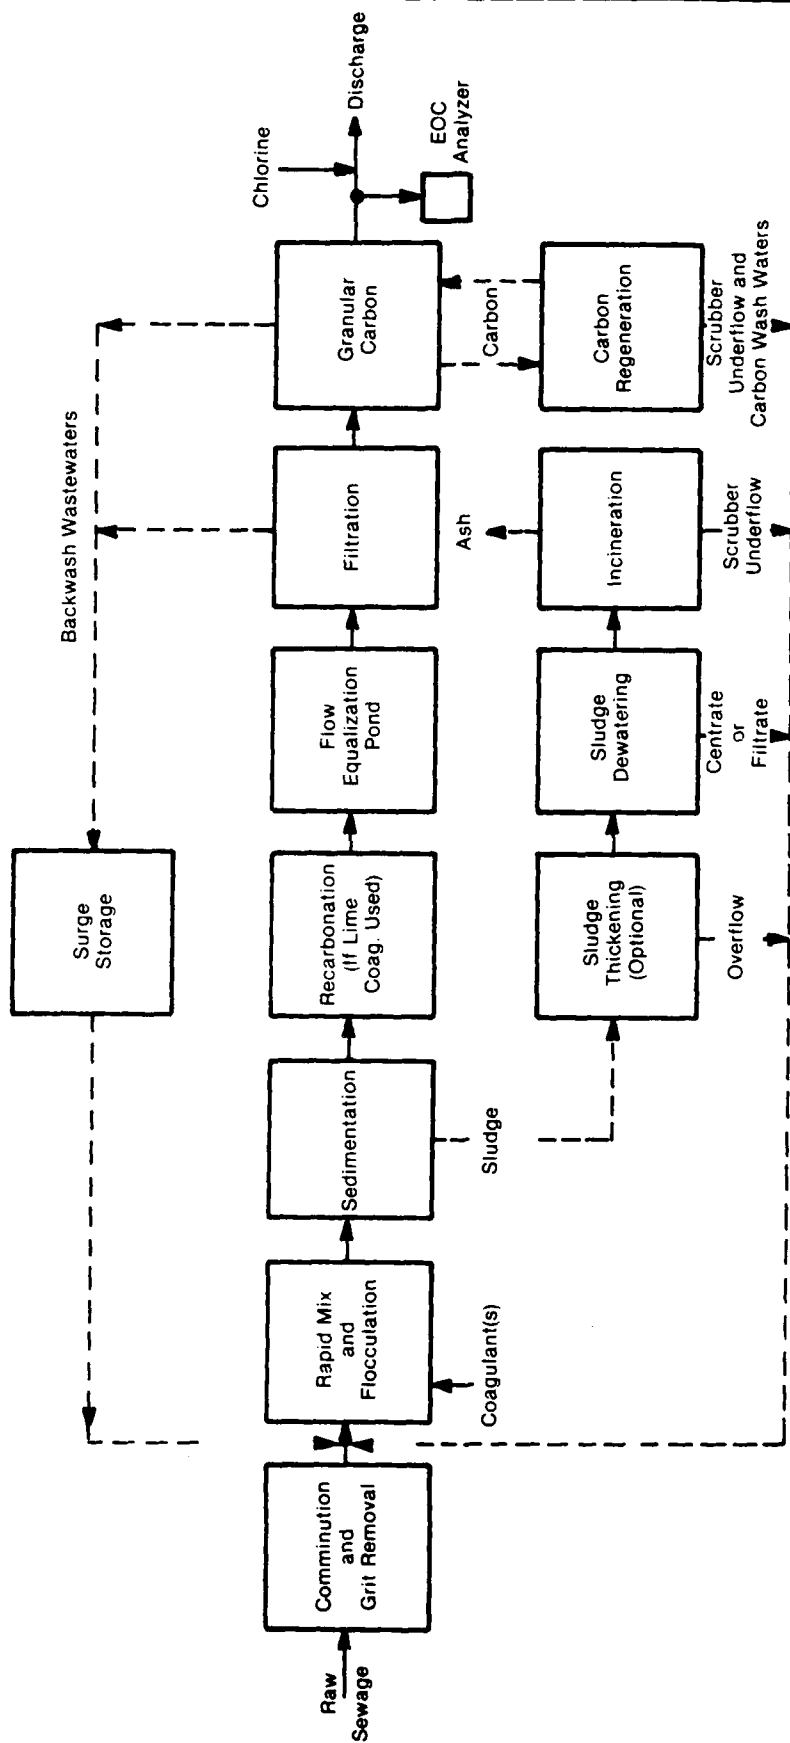 Backwash Wastewaters
Surge
Storage
Raw
Sewage
Comminution
and
Grit Removal
Rapid Mix
and
Flocculation
Coagulant(s)
Sedimentation
Sludge
Recarbonation
(If Lime
Coag. Used)
Flow
Equalization
Pond
Filtration
Granular
Carbon
Chlorine
Discharge
EOC
Analyzer
Ash
Carbon
Sludge
Thickening
(Optional)
Overflow
Sludge
Dewatering
Centrate
or
Filtrate
Incineration
Scrubber
Underflow
Carbon
Regeneration
Scrubber
Underflow and
Carbon Wash Waters